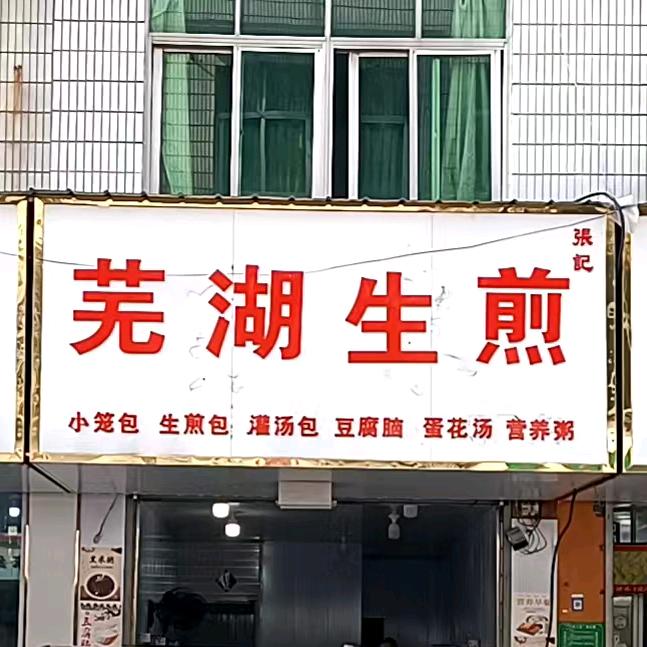 張記
芜湖生煎
小笼包 生煎包 灌汤包 豆腐脑 蛋花汤 营养粥